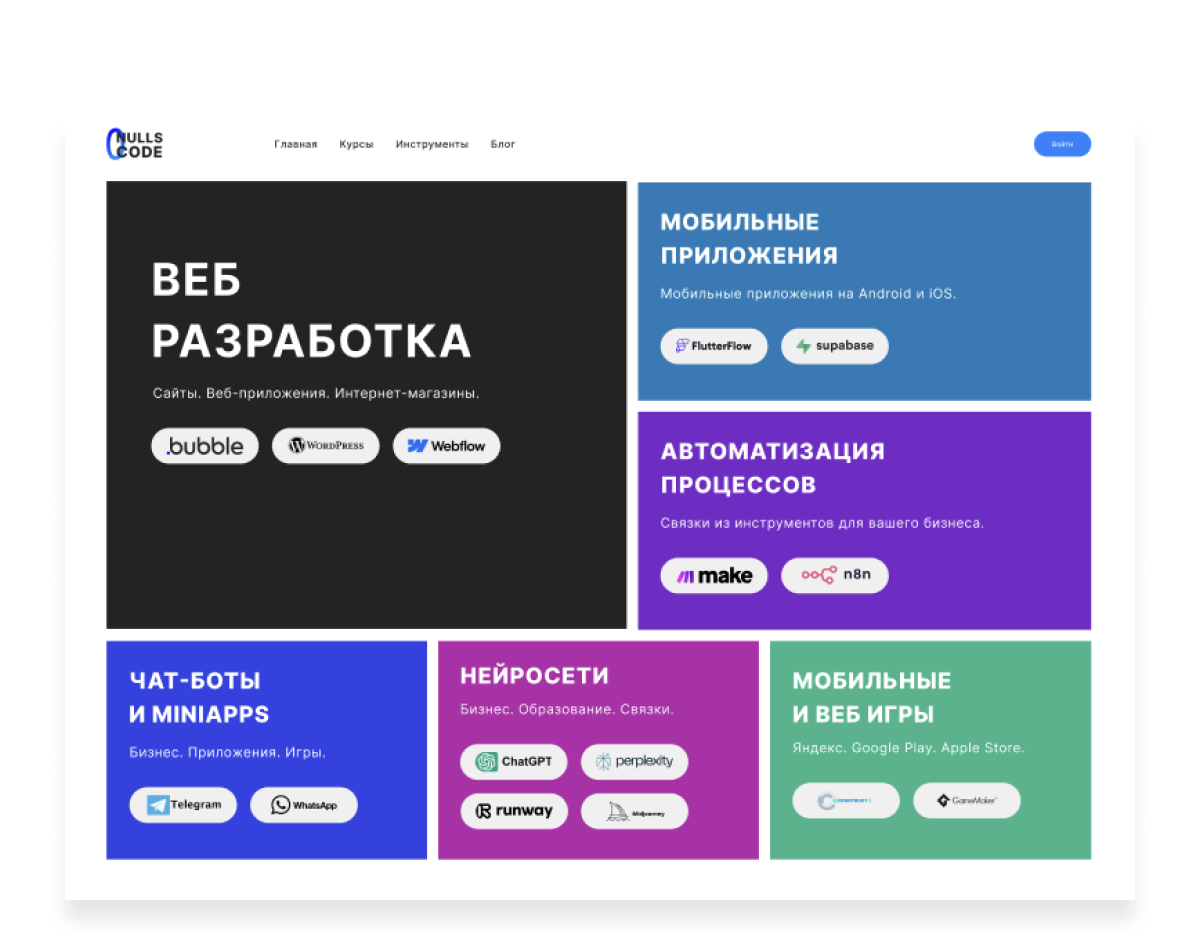 NULLS
CODE
Главная Курсы Инструменты Блог
Войти
ВЕБ
РАЗРАБОТКА
Сайты. Веб-приложения. Интернет-магазины.
.bubble WORDPRESS Webflow
МОБИЛЬНЫЕ
ПРИЛОЖЕНИЯ
Мобильные приложения на Android и iOS.
FlutterFlow supabase
АВТОМАТИЗАЦИЯ
ПРОЦЕССОВ
Связки из инструментов для вашего бизнеса.
make n8n
ЧАТ-БОТЫ
И MINIAPPS
Бизнес. Приложения. Игры.
Telegram WhatsApp
НЕЙРОСЕТИ
Бизнес. Образование. Связки.
ChatGPT perplexity
runway Midjourney
МОБИЛЬНЫЕ
И ВЕБ ИГРЫ
Яндекс. Google Play. Apple Store.
CONSTRUCT 3 GameMaker